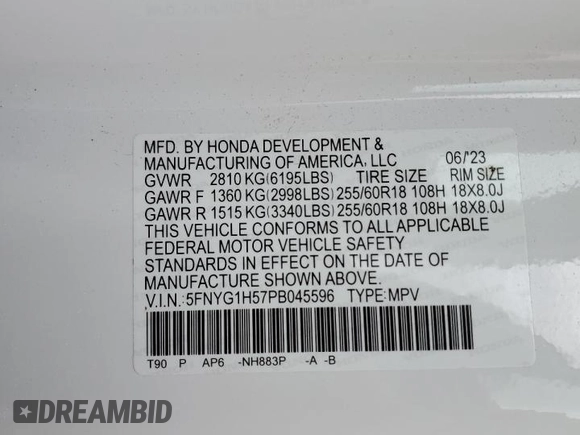 MFD. BY HONDA DEVELOPMENT &
MANUFACTURING OF AMERICA, LLC 06/'23
GVWR 2810 KG(6195LBS) TIRE SIZE RIM SIZE
GAWR F 1360 KG(2998LBS) 255/60R18 108H 18X8.0J
GAWR R 1515 KG(3340LBS) 255/60R18 108H 18X8.0J
THIS VEHICLE CONFORMS TO ALL APPLICABLE
FEDERAL MOTOR VEHICLE SAFETY
STANDARDS IN EFFECT ON THE DATE OF
MANUFACTURE SHOWN ABOVE.
V.I.N.:5FNYG1H57PB045596 TYPE:MPV
T90 P AP6 -NH883P -A -B
DREAMBID